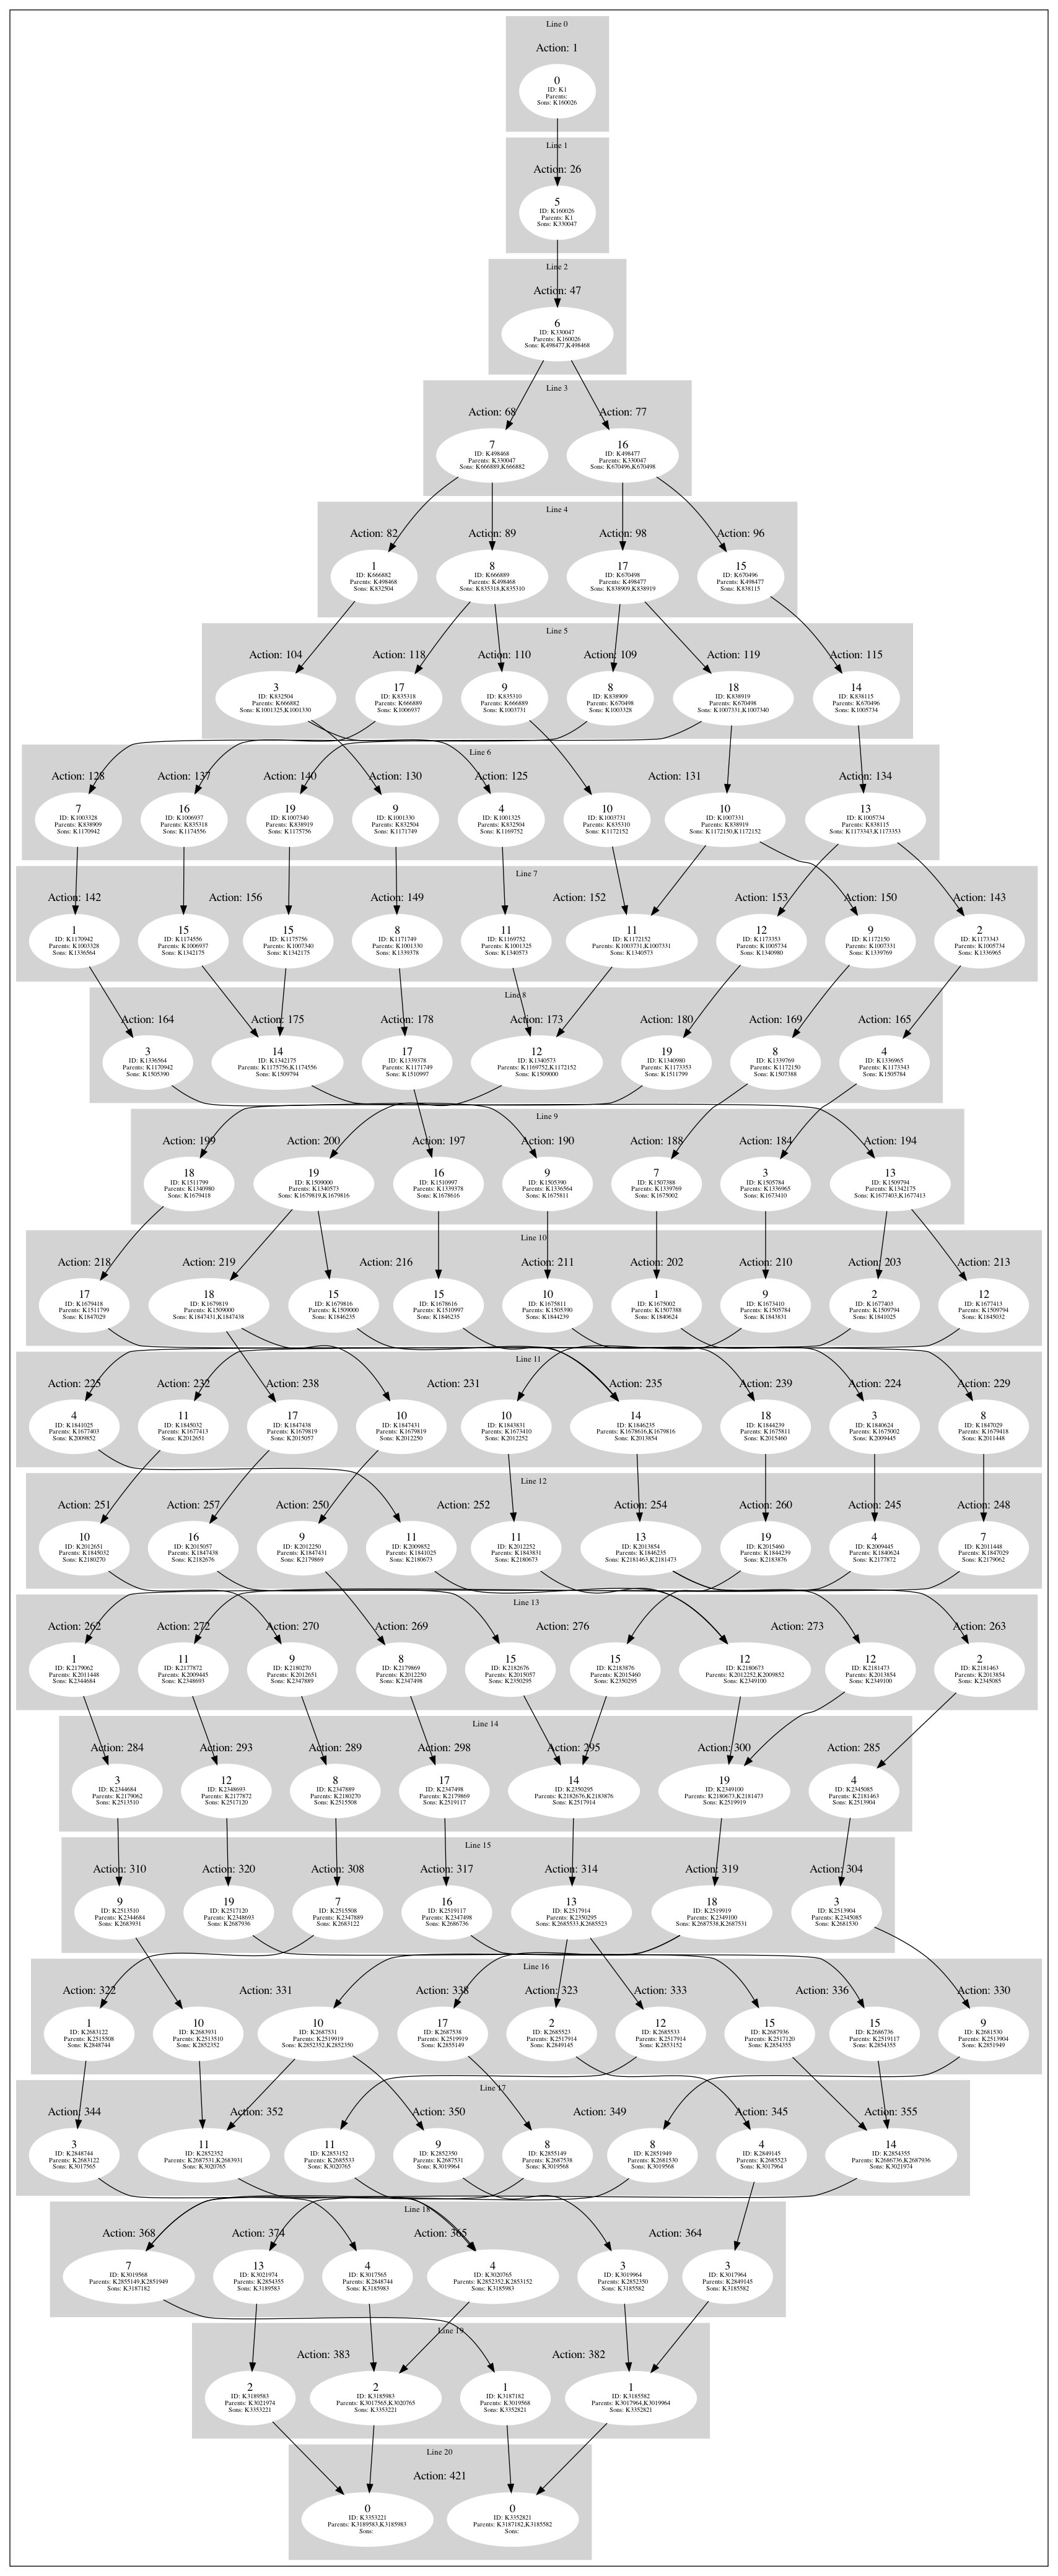 Line 0
Action: 1
0
ID: K1
Parents:
Sons: K160026
Line 1
Action: 26
5
ID: K160026
Parents: K1
Sons: K330047
Line 2
Action: 47
6
ID: K330047
Parents: K160026
Sons: K498477,K498468
Line 3
Action: 68
7
ID: K498468
Parents: K330047
Sons: K666889,K666882
Action: 77
16
ID: K498477
Parents: K330047
Sons: K670496,K670498
Line 4
Action: 82
1
ID: K666882
Parents: K498468
Sons: K832504
Action: 89
8
ID: K666889
Parents: K498468
Sons: K835318,K835310
Action: 98
17
ID: K670498
Parents: K498477
Sons: K838909,K838919
Action: 96
15
ID: K670496
Parents: K498477
Sons: K838115
Line 5
Action: 104
3
ID: K832504
Parents: K666882
Sons: K1001325,K1001330
Action: 118
17
ID: K835318
Parents: K666889
Sons: K1006937
Action: 110
9
ID: K835310
Parents: K666889
Sons: K1003731
Action: 109
8
ID: K838909
Parents: K670498
Sons: K1003328
Action: 119
18
ID: K838919
Parents: K670498
Sons: K1007331,K1007340
Action: 115
14
ID: K838115
Parents: K670496
Sons: K1005734
Line 6
Action: 128
7
ID: K1003328
Parents: K838909
Sons: K1170942
Action: 137
16
ID: K1006937
Parents: K835318
Sons: K1174556
Action: 140
19
ID: K1007340
Parents: K838919
Sons: K1175756
Action: 130
9
ID: K1001330
Parents: K832504
Sons: K1171749
Action: 125
4
ID: K1001325
Parents: K832504
Sons: K1169752
10
ID: K1003731
Parents: K835310
Sons: K1172152
Action: 131
10
ID: K1007331
Parents: K838919
Sons: K1172150,K1172152
Action: 134
13
ID: K1005734
Parents: K838115
Sons: K1173343,K1173353
Line 7
Action: 142
1
ID: K1170942
Parents: K1003328
Sons: K1336564
15
ID: K1174556
Parents: K1006937
Sons: K1342175
Action: 156
15
ID: K1175756
Parents: K1007340
Sons: K1342175
Action: 149
8
ID: K1171749
Parents: K1001330
Sons: K1339378
11
ID: K1169752
Parents: K1001325
Sons: K1340573
Action: 152
11
ID: K1172152
Parents: K1003731,K1007331
Sons: K1340573
Action: 153
12
ID: K1173353
Parents: K1005734
Sons: K1340980
Action: 150
9
ID: K1172150
Parents: K1007331
Sons: K1339769
Action: 143
2
ID: K1173343
Parents: K1005734
Sons: K1336965
Line 8
Action: 164
3
ID: K1336564
Parents: K1170942
Sons: K1505390
Action: 175
14
ID: K1342175
Parents: K1175756,K1174556
Sons: K1509794
Action: 178
17
ID: K1339378
Parents: K1171749
Sons: K1510997
Action: 173
12
ID: K1340573
Parents: K1169752,K1172152
Sons: K1509000
Action: 180
19
ID: K1340980
Parents: K1173353
Sons: K1511799
Action: 169
8
ID: K1339769
Parents: K1172150
Sons: K1507388
Action: 165
4
ID: K1336965
Parents: K1173343
Sons: K1505784
Line 9
Action: 199
18
ID: K1511799
Parents: K1340980
Sons: K1679418
Action: 200
19
ID: K1509000
Parents: K1340573
Sons: K1679819,K1679816
Action: 197
16
ID: K1510997
Parents: K1339378
Sons: K1678616
Action: 190
9
ID: K1505390
Parents: K1336564
Sons: K1675811
Action: 188
7
ID: K1507388
Parents: K1339769
Sons: K1675002
Action: 184
3
ID: K1505784
Parents: K1336965
Sons: K1673410
Action: 194
13
ID: K1509794
Parents: K1342175
Sons: K1677403,K1677413
Line 10
Action: 218
17
ID: K1679418
Parents: K1511799
Sons: K1847029
Action: 219
18
ID: K1679819
Parents: K1509000
Sons: K1847431,K1847438
15
ID: K1679816
Parents: K1509000
Sons: K1846235
Action: 216
15
ID: K1678616
Parents: K1510997
Sons: K1846235
Action: 211
10
ID: K1675811
Parents: K1505390
Sons: K1844239
Action: 202
1
ID: K1675002
Parents: K1507388
Sons: K1840624
Action: 210
9
ID: K1673410
Parents: K1505784
Sons: K1843831
Action: 203
2
ID: K1677403
Parents: K1509794
Sons: K1841025
Action: 213
12
ID: K1677413
Parents: K1509794
Sons: K1845032
Line 11
Action: 225
4
ID: K1841025
Parents: K1677403
Sons: K2009852
Action: 232
11
ID: K1845032
Parents: K1677413
Sons: K2012651
Action: 238
17
ID: K1847438
Parents: K1679819
Sons: K2015057
10
ID: K1847431
Parents: K1679819
Sons: K2012250
Action: 231
10
ID: K1843831
Parents: K1673410
Sons: K2012252
Action: 235
14
ID: K1846235
Parents: K1678616,K1679816
Sons: K2013854
Action: 239
18
ID: K1844239
Parents: K1675811
Sons: K2015460
Action: 224
3
ID: K1840624
Parents: K1675002
Sons: K2009445
Action: 229
8
ID: K1847029
Parents: K1679418
Sons: K2011448
Line 12
Action: 251
10
ID: K2012651
Parents: K1845032
Sons: K2180270
Action: 257
16
ID: K2015057
Parents: K1847438
Sons: K2182676
Action: 250
9
ID: K2012250
Parents: K1847431
Sons: K2179869
11
ID: K2009852
Parents: K1841025
Sons: K2180673
Action: 252
11
ID: K2012252
Parents: K1843831
Sons: K2180673
Action: 254
13
ID: K2013854
Parents: K1846235
Sons: K2181463,K2181473
Action: 260
19
ID: K2015460
Parents: K1844239
Sons: K2183876
Action: 245
4
ID: K2009445
Parents: K1840624
Sons: K2177872
Action: 248
7
ID: K2011448
Parents: K1847029
Sons: K2179062
Line 13
Action: 262
1
ID: K2179062
Parents: K2011448
Sons: K2344684
Action: 272
11
ID: K2177872
Parents: K2009445
Sons: K2348693
Action: 270
9
ID: K2180270
Parents: K2012651
Sons: K2347889
Action: 269
8
ID: K2179869
Parents: K2012250
Sons: K2347498
15
ID: K2182676
Parents: K2015057
Sons: K2350295
Action: 276
15
ID: K2183876
Parents: K2015460
Sons: K2350295
12
ID: K2180673
Parents: K2012252,K2009852
Sons: K2349100
Action: 273
12
ID: K2181473
Parents: K2013854
Sons: K2349100
Action: 263
2
ID: K2181463
Parents: K2013854
Sons: K2345085
Line 14
Action: 284
3
ID: K2344684
Parents: K2179062
Sons: K2513510
Action: 293
12
ID: K2348693
Parents: K2177872
Sons: K2517120
Action: 289
8
ID: K2347889
Parents: K2180270
Sons: K2515508
Action: 298
17
ID: K2347498
Parents: K2179869
Sons: K2519117
Action: 295
14
ID: K2350295
Parents: K2182676,K2183876
Sons: K2517914
Action: 300
19
ID: K2349100
Parents: K2180673,K2181473
Sons: K2519919
Action: 285
4
ID: K2345085
Parents: K2181463
Sons: K2513904
Line 15
Action: 310
9
ID: K2513510
Parents: K2344684
Sons: K2683931
Action: 320
19
ID: K2517120
Parents: K2348693
Sons: K2687936
Action: 308
7
ID: K2515508
Parents: K2347889
Sons: K2683122
Action: 317
16
ID: K2519117
Parents: K2347498
Sons: K2686736
Action: 314
13
ID: K2517914
Parents: K2350295
Sons: K2685533,K2685523
Action: 319
18
ID: K2519919
Parents: K2349100
Sons: K2687538,K2687531
Action: 304
3
ID: K2513904
Parents: K2345085
Sons: K2681530
Line 16
Action: 322
1
ID: K2683122
Parents: K2515508
Sons: K2848744
10
ID: K2683931
Parents: K2513510
Sons: K2852352
Action: 331
10
ID: K2687531
Parents: K2519919
Sons: K2852352,K2852350
Action: 338
17
ID: K2687538
Parents: K2519919
Sons: K2855149
Action: 323
2
ID: K2685523
Parents: K2517914
Sons: K2849145
Action: 333
12
ID: K2685533
Parents: K2517914
Sons: K2853152
15
ID: K2687936
Parents: K2517120
Sons: K2854355
Action: 336
15
ID: K2686736
Parents: K2519117
Sons: K2854355
Action: 330
9
ID: K2681530
Parents: K2513904
Sons: K2851949
Line 17
Action: 344
3
ID: K2848744
Parents: K2683122
Sons: K3017565
Action: 352
11
ID: K2852352
Parents: K2687531,K2683931
Sons: K3020765
11
ID: K2853152
Parents: K2685533
Sons: K3020765
Action: 350
9
ID: K2852350
Parents: K2687531
Sons: K3019964
8
ID: K2855149
Parents: K2687538
Sons: K3019568
Action: 349
8
ID: K2851949
Parents: K2681530
Sons: K3019568
Action: 345
4
ID: K2849145
Parents: K2685523
Sons: K3017964
Action: 355
14
ID: K2854355
Parents: K2686736,K2687936
Sons: K3021974
Line 18
Action: 368
7
ID: K3019568
Parents: K2855149,K2851949
Sons: K3187182
Action: 374
13
ID: K3021974
Parents: K2854355
Sons: K3189583
4
ID: K3017565
Parents: K2848744
Sons: K3185983
Action: 365
4
ID: K3020765
Parents: K2852352,K2853152
Sons: K3185983
3
ID: K3019964
Parents: K2852350
Sons: K3185582
Action: 364
3
ID: K3017964
Parents: K2849145
Sons: K3185582
Line 19
2
ID: K3189583
Parents: K3021974
Sons: K3353221
Action: 383
2
ID: K3185983
Parents: K3017565,K3020765
Sons: K3353221
1
ID: K3187182
Parents: K3019568
Sons: K3352821
Action: 382
1
ID: K3185582
Parents: K3017964,K3019964
Sons: K3352821
Line 20
Action: 421
0
ID: K3353221
Parents: K3189583,K3185983
Sons:
0
ID: K3352821
Parents: K3187182,K3185582
Sons: